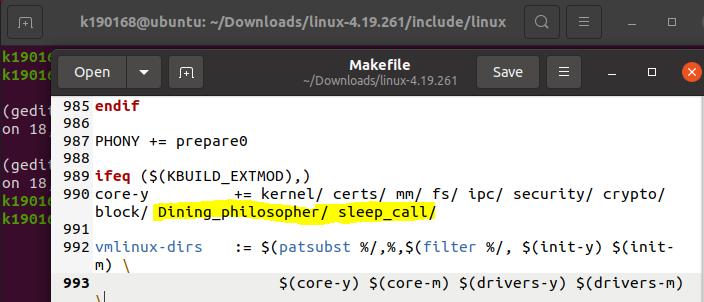 k190168@ubuntu: ~/Downloads/linux-4.19.261/include/linux
k19016
k19016
(gedit
on 18,
(gedit
on 18,
k19016
k19016
Open
Makefile
~/Downloads/linux-4.19.261
Save
985 endif
986
987 PHONY += prepare0
988
989 ifeq ($(KBUILD_EXTMOD),)
990 core-y += kernel/ certs/ mm/ fs/ ipc/ security/ crypto/
block/ Dining_philosopher/ sleep_call/
991
992 vmlinux-dirs := $(patsubst %/,%,$(filter %/, $(init-y) $(init-
m) \
993 $(core-y) $(core-m) $(drivers-y) $(drivers-m)
\